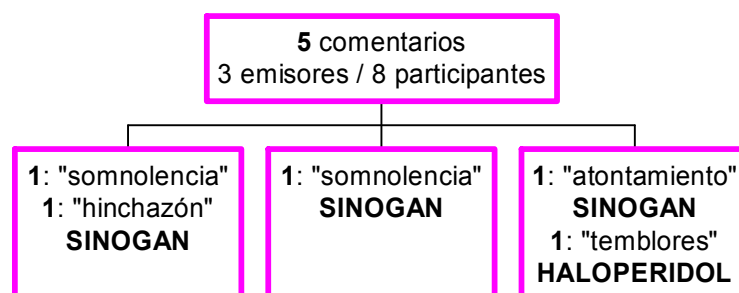 5 comentarios
3 emisores / 8 participantes
1: "somnolencia"
1: "hinchazón"
SINOGAN
1: "somnolencia"
SINOGAN
1: "atontamiento"
SINOGAN
1: "temblores"
HALOPERIDOL